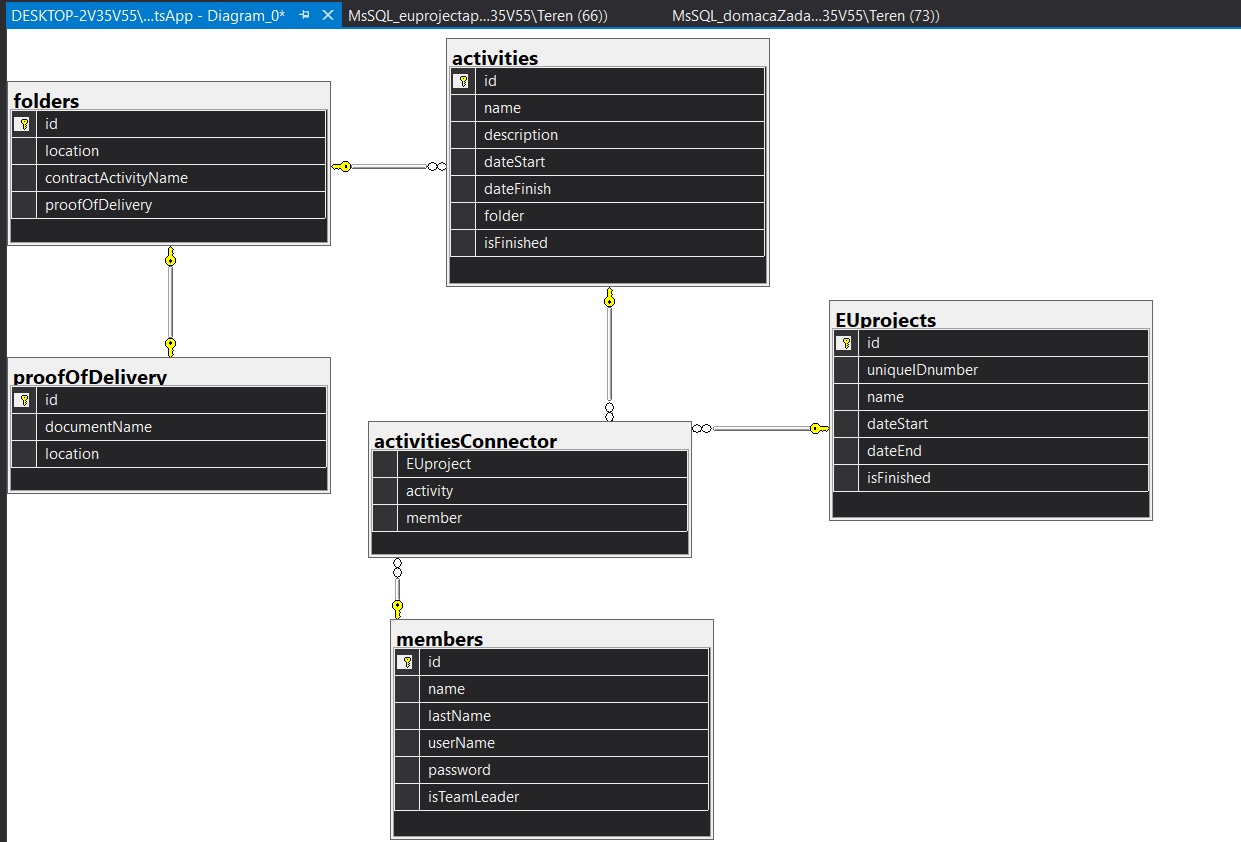 DESKTOP-2V35V55\...tsApp - Diagram_0*
MsSQL_euprojectap...35V55\Teren (66))
MsSQL_domacaZada...35V55\Teren (73))
folders
id
location
contractActivityName
proofOfDelivery
activities
id
name
description
dateStart
dateFinish
folder
isFinished
proofOfDelivery
id
documentName
location
EUprojects
id
uniqueIDnumber
name
dateStart
dateEnd
isFinished
activitiesConnector
EUproject
activity
member
members
id
name
lastName
userName
password
isTeamLeader